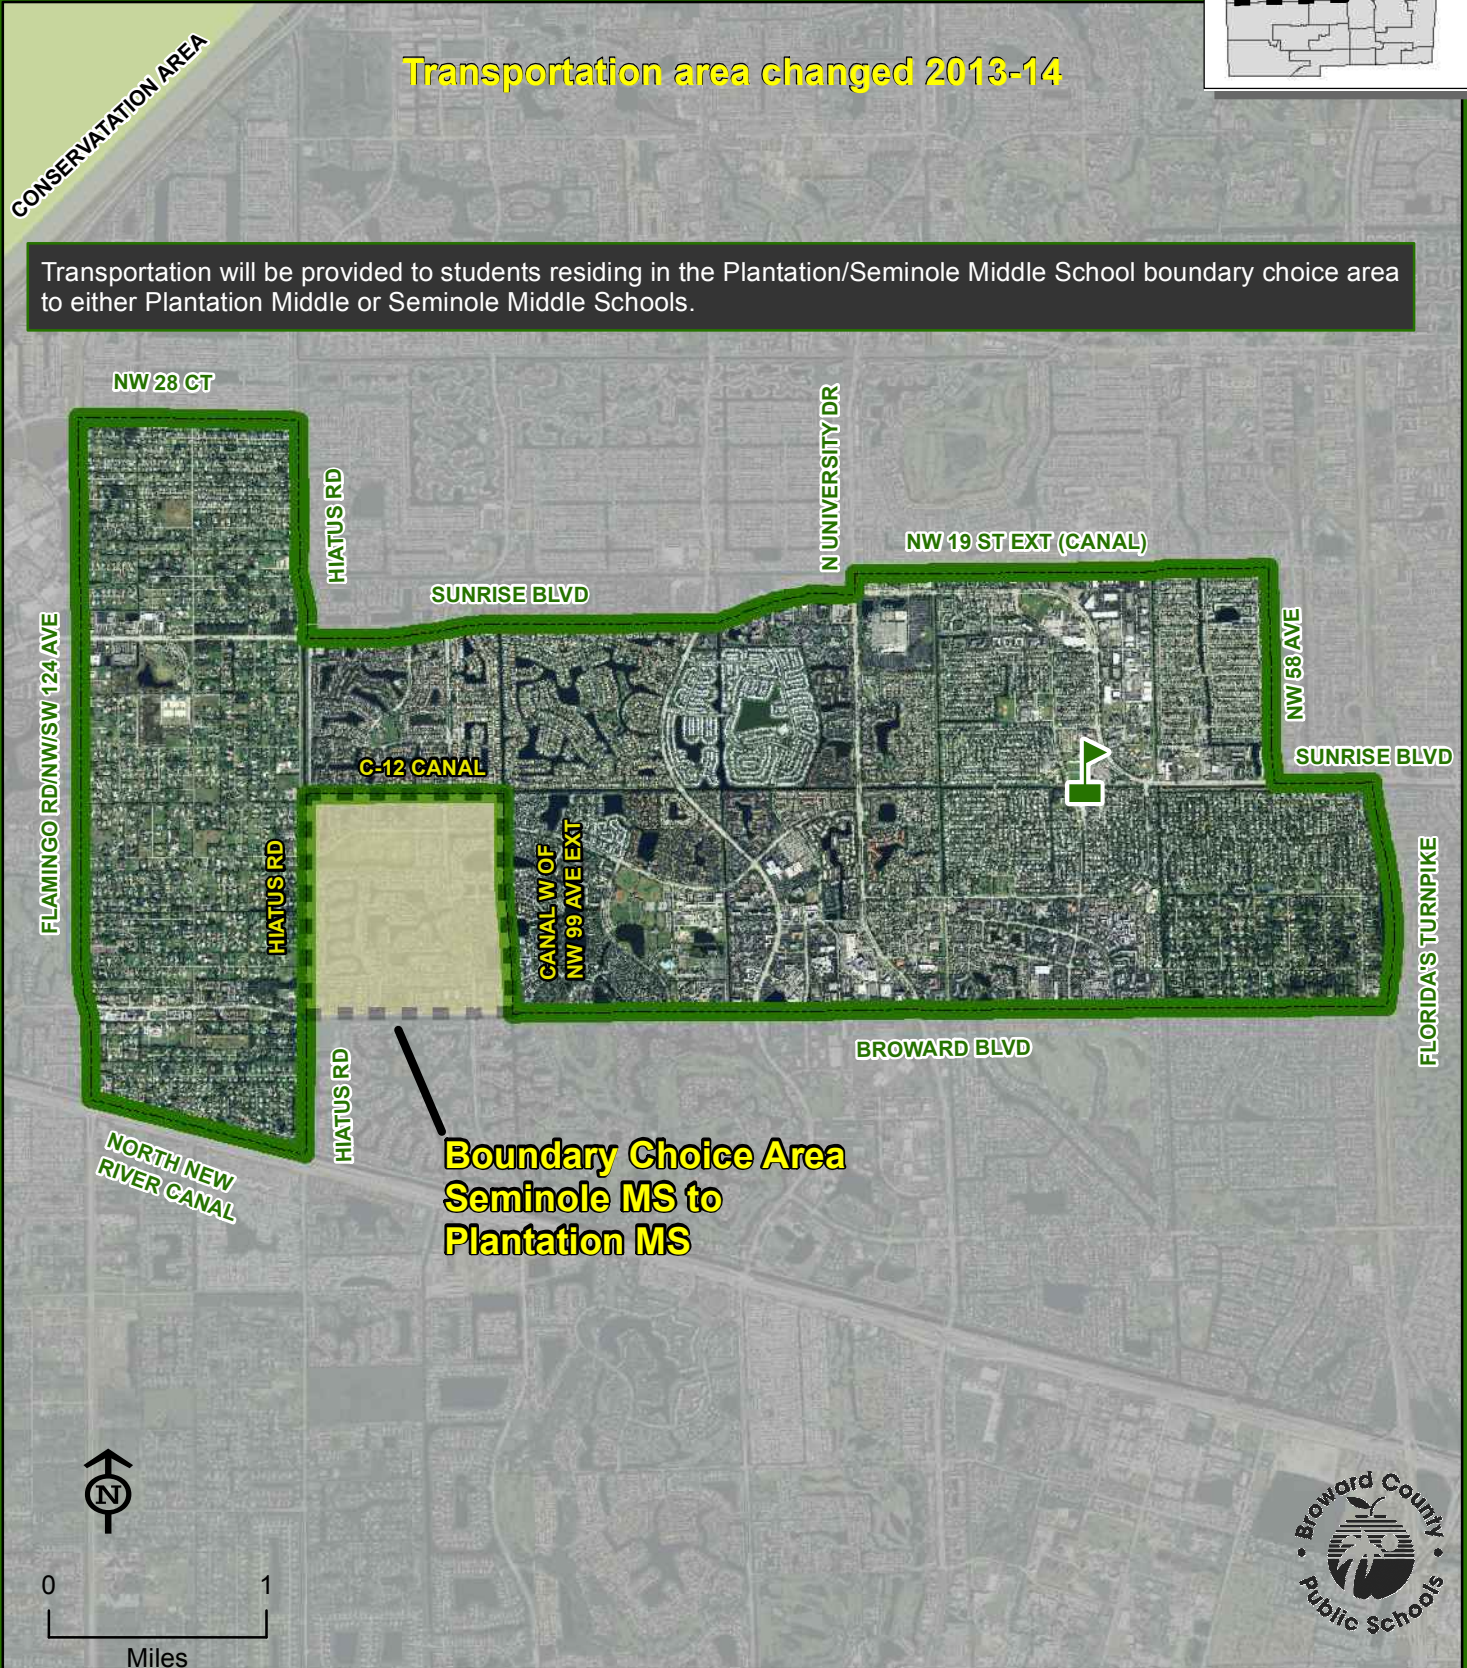 Transportation area changed 2013-14
CONSERVATATION AREA
Transportation will be provided to students residing in the Plantation/Seminole Middle School boundary choice area
to either Plantation Middle or Seminole Middle Schools.
NW 28 CT
HIATUS RD
N UNIVERSITY DR
NW 19 ST EXT (CANAL)
SUNRISE BLVD
FLAMINGO RD/NW/SW 124 AVE
NW 58 AVE
SUNRISE BLVD
C-12 CANAL
HIATUS RD
CANAL W OF
NW 99 AVE EXT
FLORIDA'S TURNPIKE
BROWARD BLVD
HIATUS RD
NORTH NEW
RIVER CANAL
Boundary Choice Area
Seminole MS to
Plantation MS
N
0 1
Miles
Broward County
Public Schools